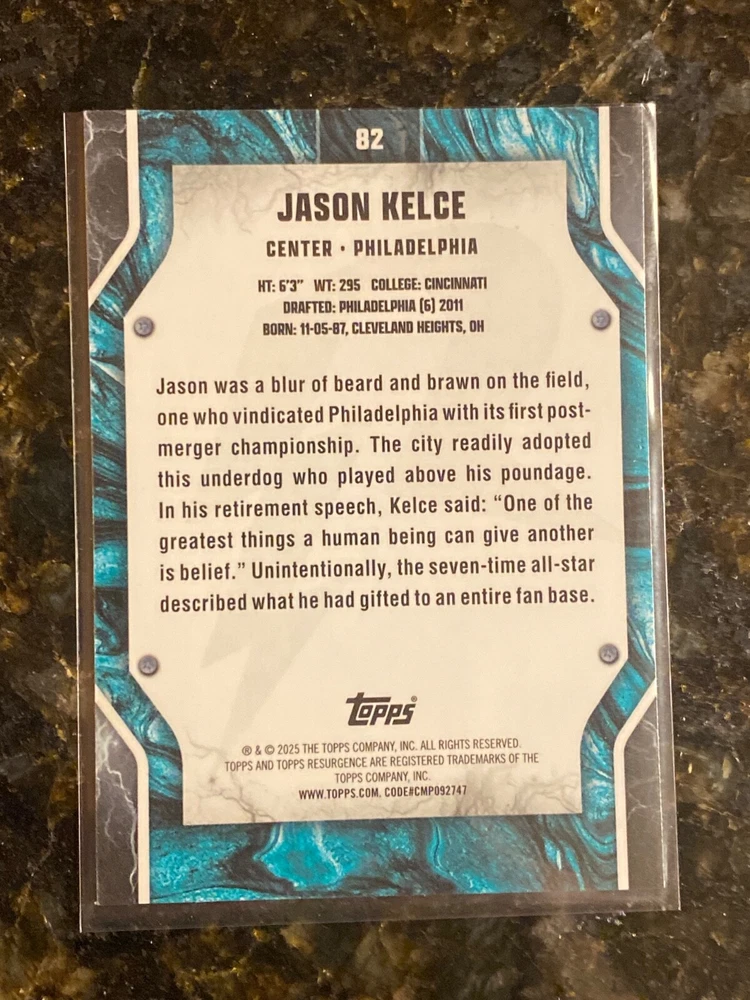 82
JASON KELCE
CENTER • PHILADELPHIA
HT: 6'3" WT: 295 COLLEGE: CINCINNATI
DRAFTED: PHILADELPHIA (6) 2011
BORN: 11-05-87, CLEVELAND HEIGHTS, OH
Jason was a blur of beard and brawn on the field,
one who vindicated Philadelphia with its first post-
merger championship. The city readily adopted
this underdog who played above his poundage.
In his retirement speech, Kelce said: “One of the
greatest things a human being can give another
is belief.” Unintentionally, the seven-time all-star
described what he had gifted to an entire fan base.
topps®
® & © 2025 THE TOPPS COMPANY, INC. ALL RIGHTS RESERVED.
TOPPS AND TOPPS RESURGENCE ARE REGISTERED TRADEMARKS OF THE
TOPPS COMPANY, INC.
WWW.TOPPS.COM. CODE#CMP092747